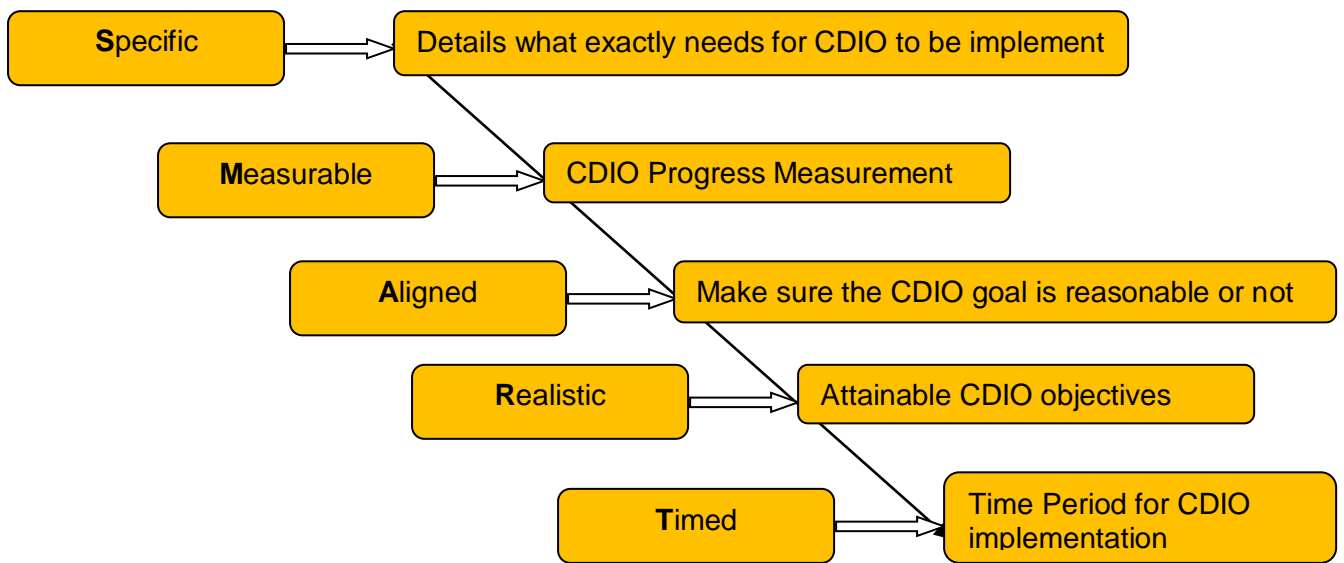 Specific
Details what exactly needs for CDIO to be implement
Measurable
CDIO Progress Measurement
Aligned
Make sure the CDIO goal is reasonable or not
Realistic
Attainable CDIO objectives
Timed
Time Period for CDIO
implementation